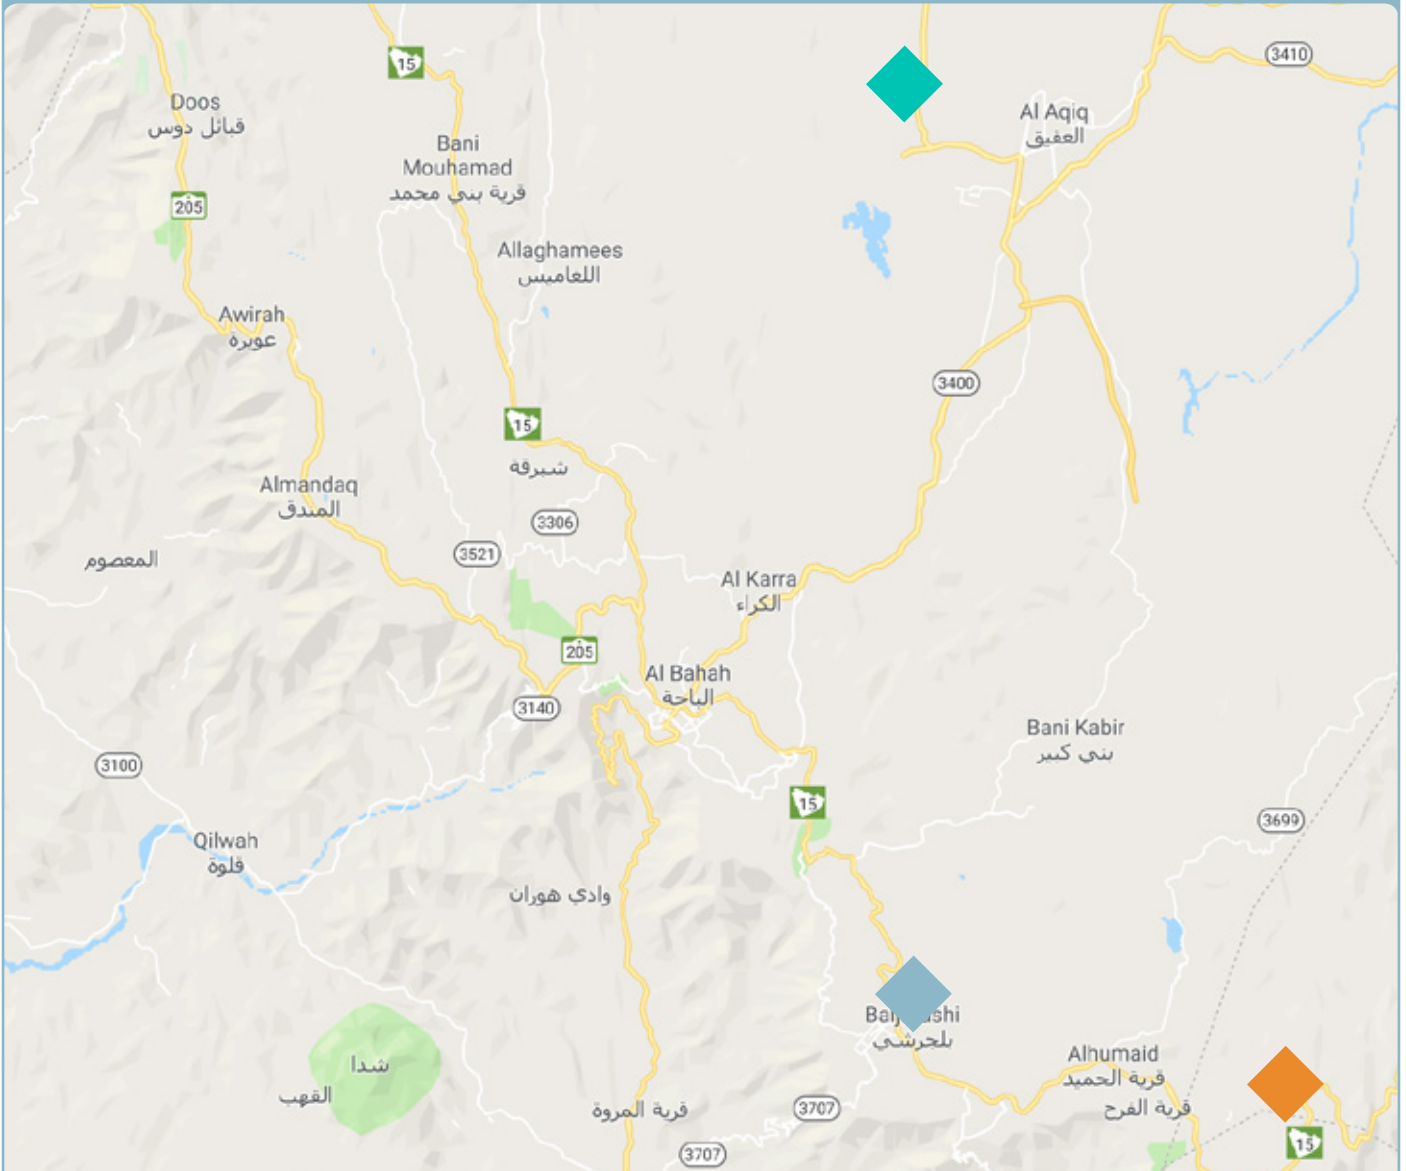 15
3410
Doos
قبائل دوس
Al Aqiq
العقيق
Bani
Mouhamad
قرية بني محمد
205
Allaghamees
اللغاميس
Awirah
عويرة
3400
15
شبرقة
Almandaq
المندق
3306
3521
المعصوم
Al Karra
الكراء
205
Al Bahah
الباحة
3140
Bani Kabir
بني كبير
3100
15
3699
Qilwah
قلوة
وادي هوران
بلجرشي
Alhumaid
قرية الحميد
شدا
القهب
قرية المروة
3707
قرية الفرح
15
3707